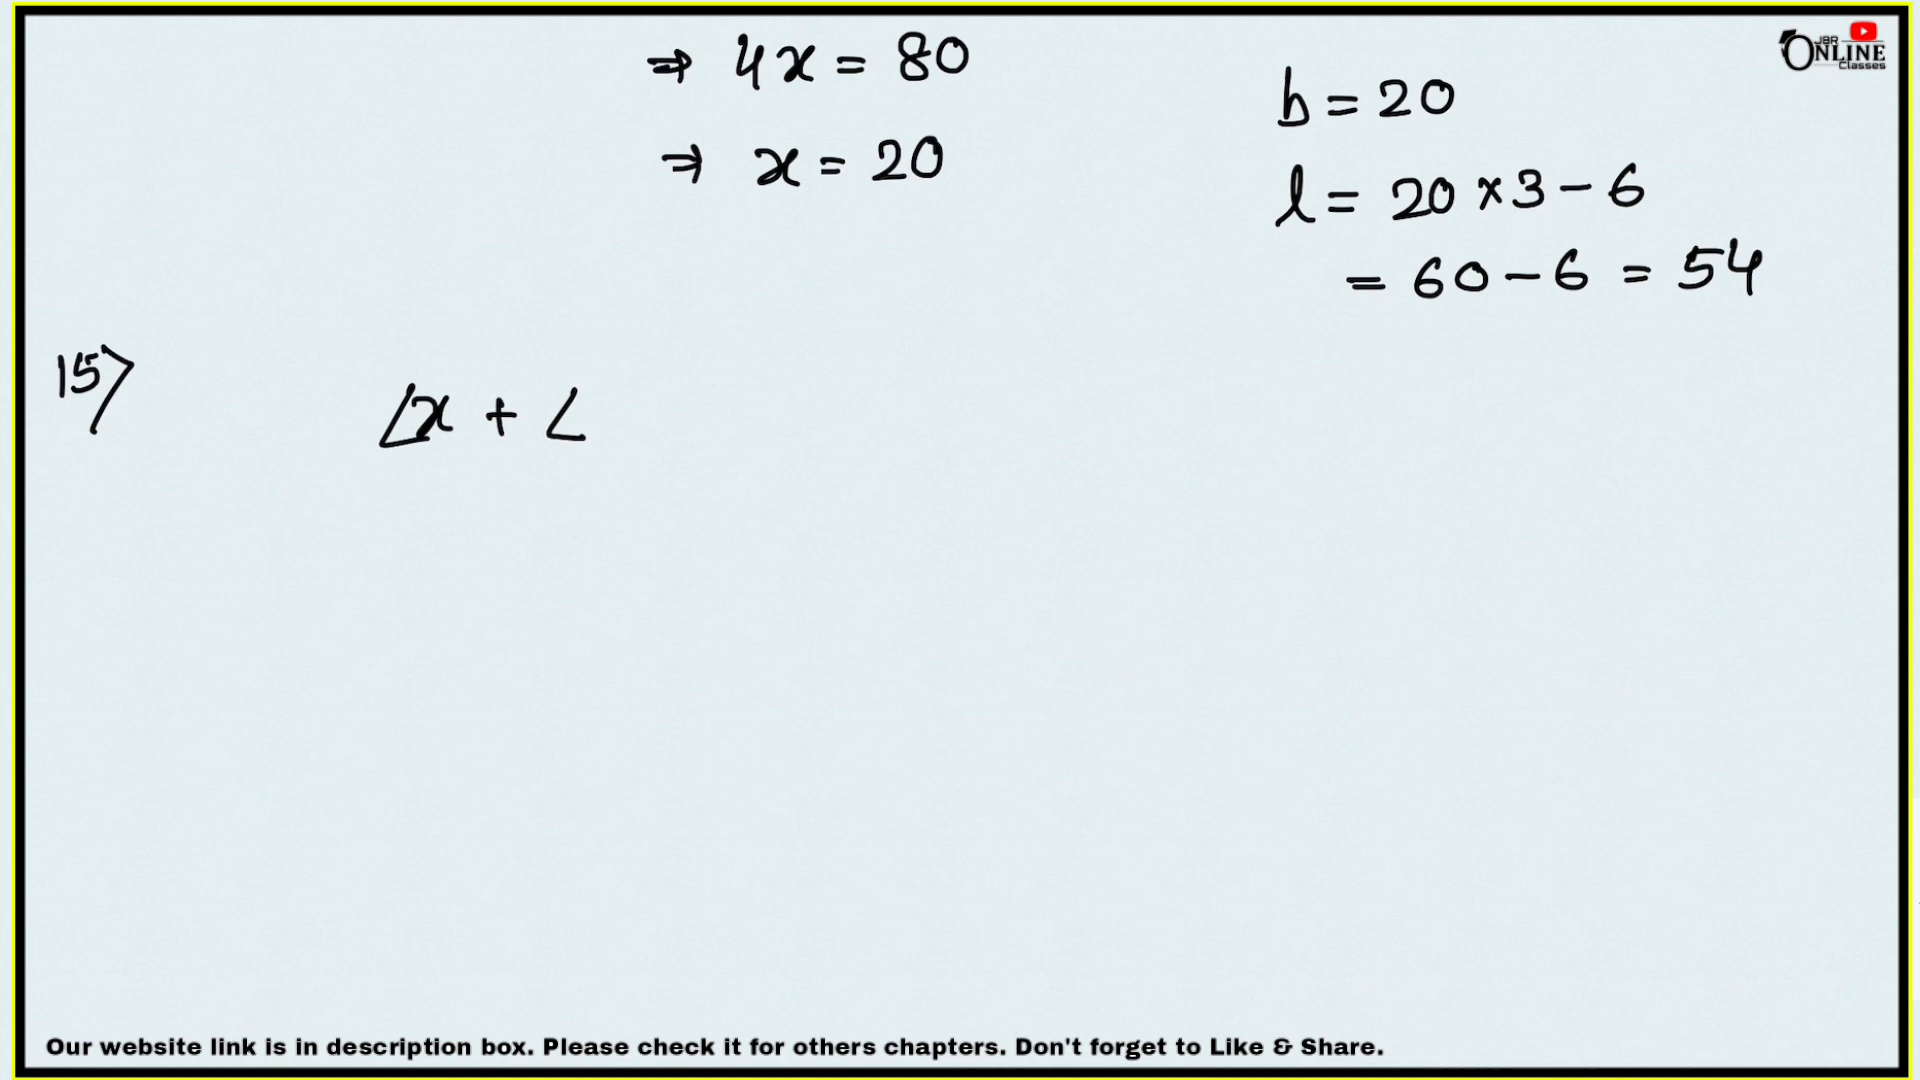 ⇒ 4x = 80
⇒ x = 20
JBR
ONLINE
Classes
b = 20
l = 20 × 3 - 6
= 60 - 6 = 54
15)
∠x + ∠
Our website link is in description box. Please check it for others chapters. Don't forget to Like & Share.